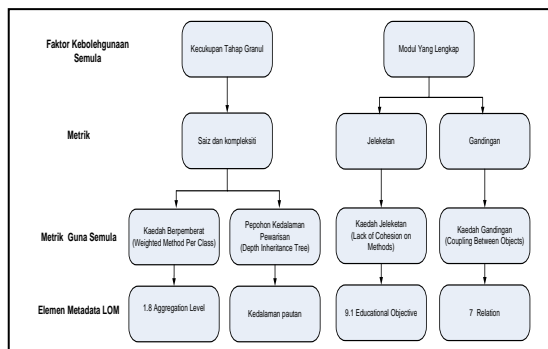 Faktor Kebolehgunaan
Semula
Kecukupan Tahap Granul
Modul Yang Lengkap
Metrik
Saiz dan kompleksiti
Jeleketan
Gandingan
Metrik Guna Semula
Kaedah Berpemberat
(Weighted Method Per Class)
Pepohon Kedalaman
Pewarisan
(Depth Inheritance Tree)
Kaedah Jeleketan
(Lack of Cohesion on
Methods)
Kaedah Gandingan
(Coupling Between Objects)
Elemen Metadata LOM
1.8 Aggregation Level
Kedalaman pautan
9.1 Educational Objective
7 Relation